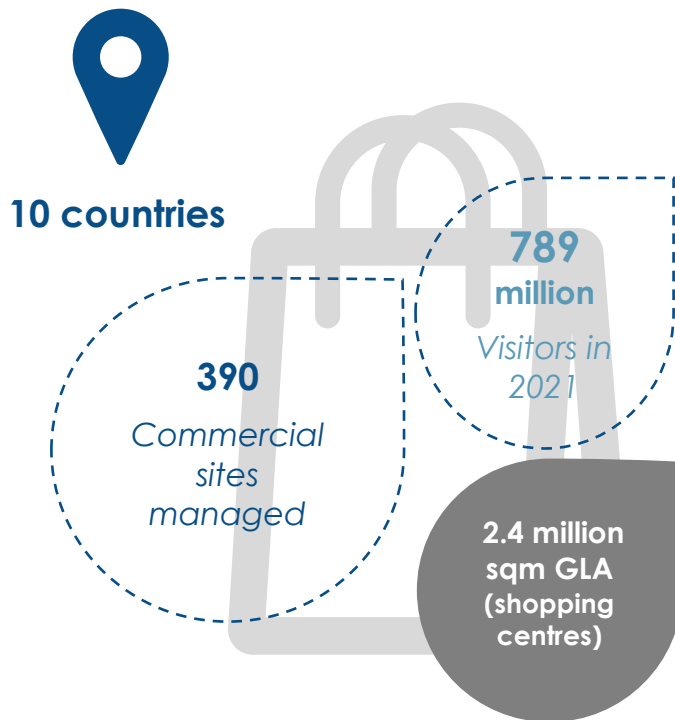 10 countries
789
million
Visitors in
2021
390
Commercial
sites
managed
2.4 million
sqm GLA
(shopping
centres)